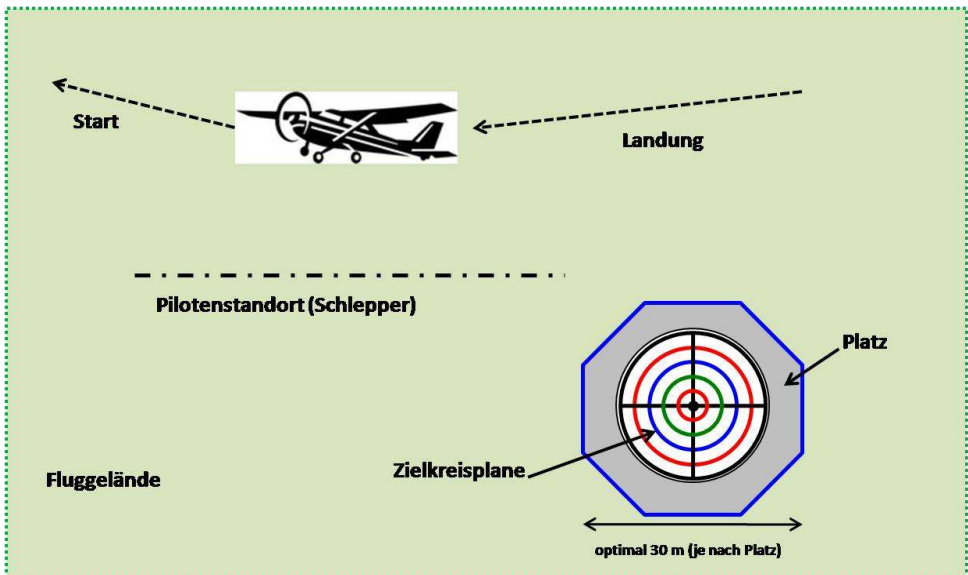 Start
Landung
Pilotenstandort (Schlepper)
Platz
Zielkreisplane
Fluggelände
optimal 30 m (je nach Platz)